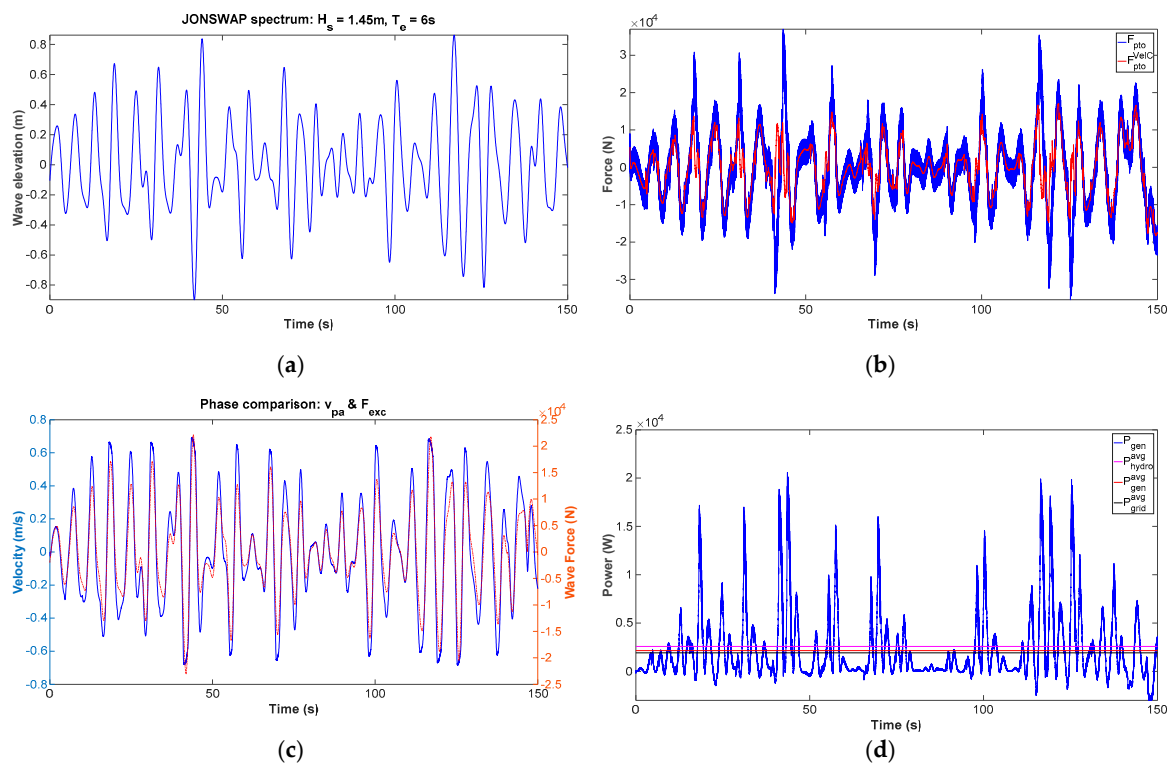 JONSWAP spectrum: H_s = 1.45m, T_e = 6s
Wave elevation (m)
0.8
0.6
0.4
0.2
0
-0.2
-0.4
-0.6
-0.8
0 50 100 150
Time (s)
(a)
×10^4
Force (N)
3
2
1
0
-1
-2
-3
0 50 100 150
Time (s)
F_pto
F_pto^VelC
(b)
Phase comparison: v_pa & F_exc
×10^4
Velocity (m/s)
0.8
0.6
0.4
0.2
0
-0.2
-0.4
-0.6
-0.8
0 50 100 150
Time (s)
2.5
2
1.5
1
0.5
0
-0.5
-1
-1.5
-2
-2.5
Wave Force (N)
(c)
×10^4
Power (W)
2.5
2
1.5
1
0.5
0
0 50 100 150
Time (s)
P_gen
P_hydro^avg
P_gen^avg
P_grid^avg
(d)